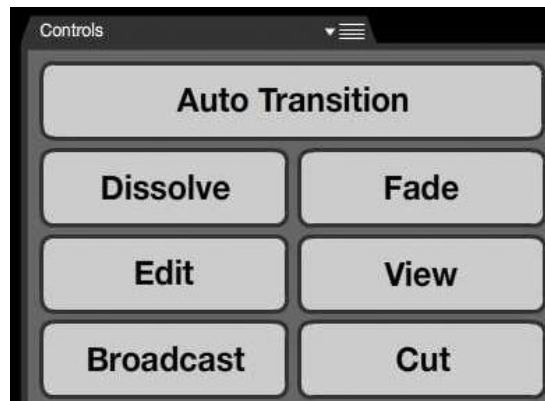 Controls
Auto Transition
Dissolve
Fade
Edit
View
Broadcast
Cut